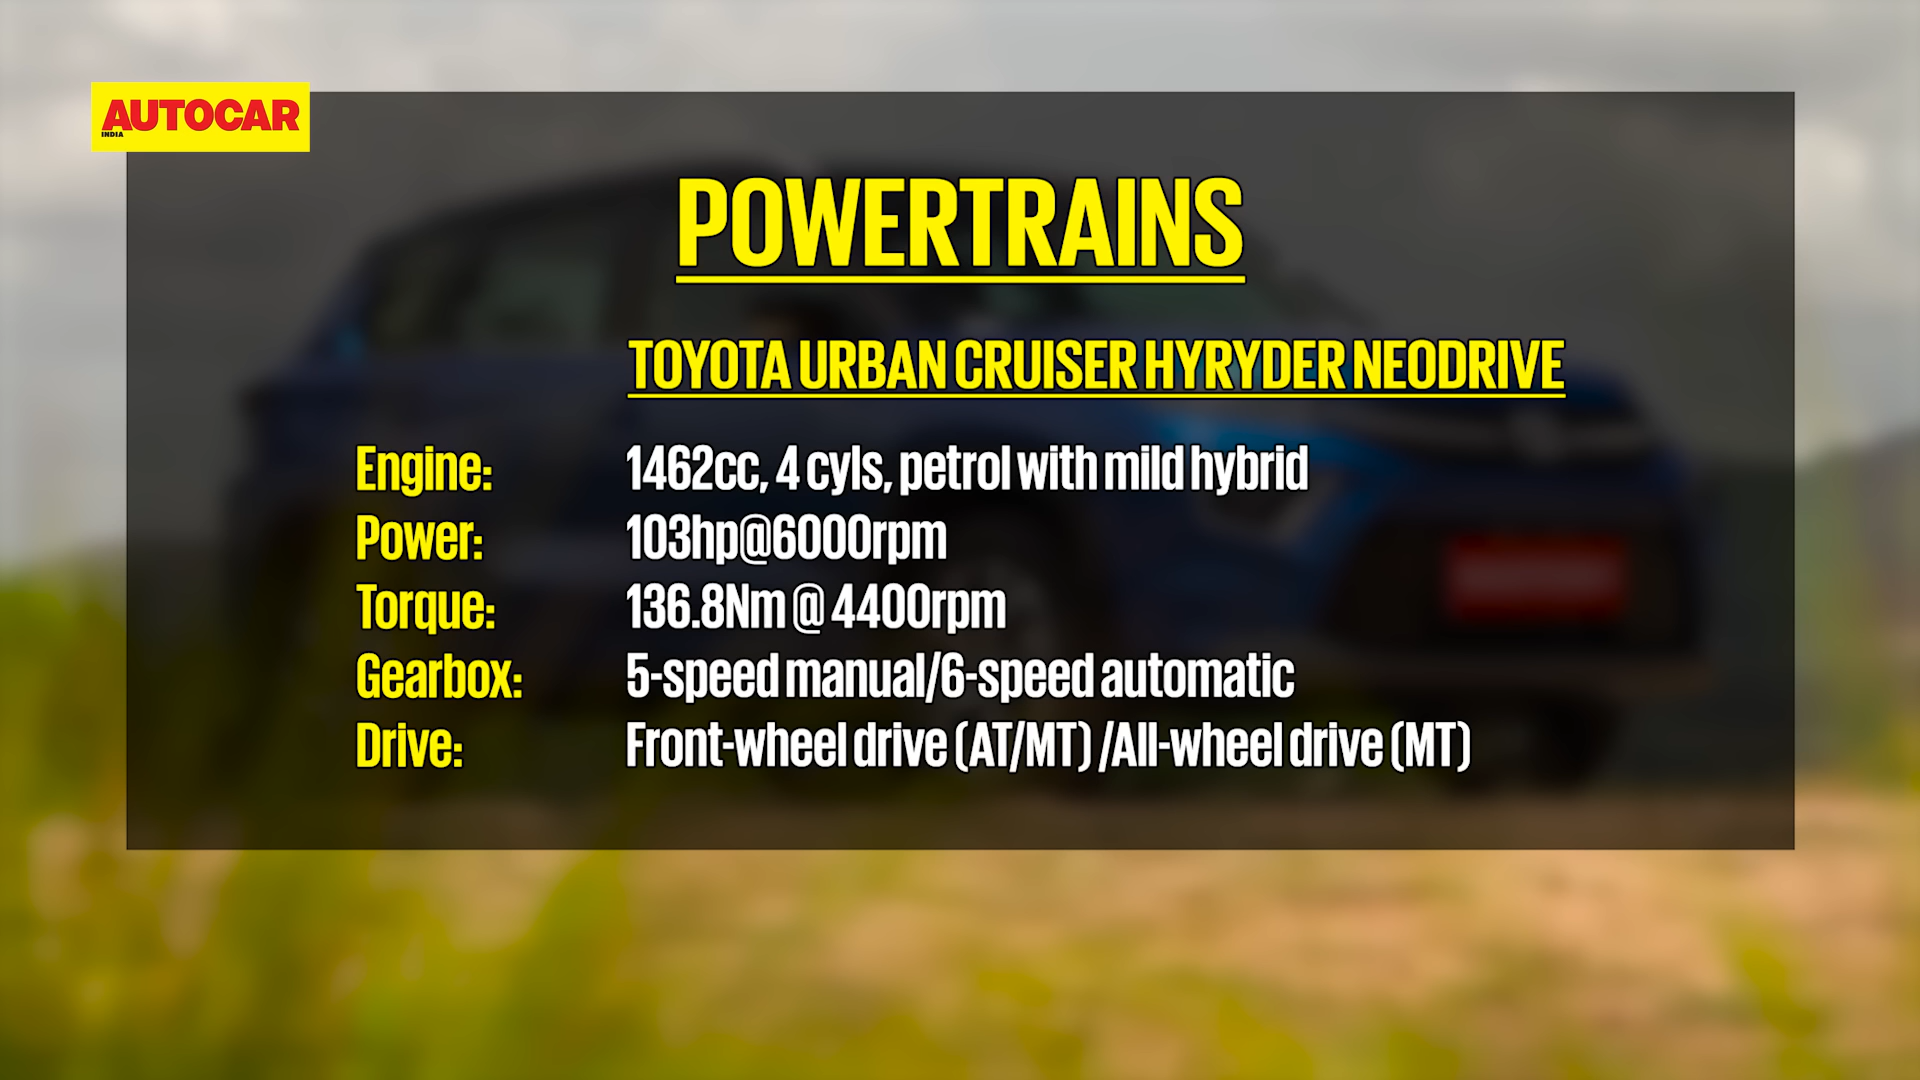 AUTOCAR
INDIA
POWERTRAINS
TOYOTA URBAN CRUISER HYRYDER NEODRIVE
Engine: 1462cc, 4 cyls, petrol with mild hybrid
Power: 103hp@6000rpm
Torque: 136.8Nm @ 4400rpm
Gearbox: 5-speed manual/6-speed automatic
Drive: Front-wheel drive (AT/MT) /All-wheel drive (MT)